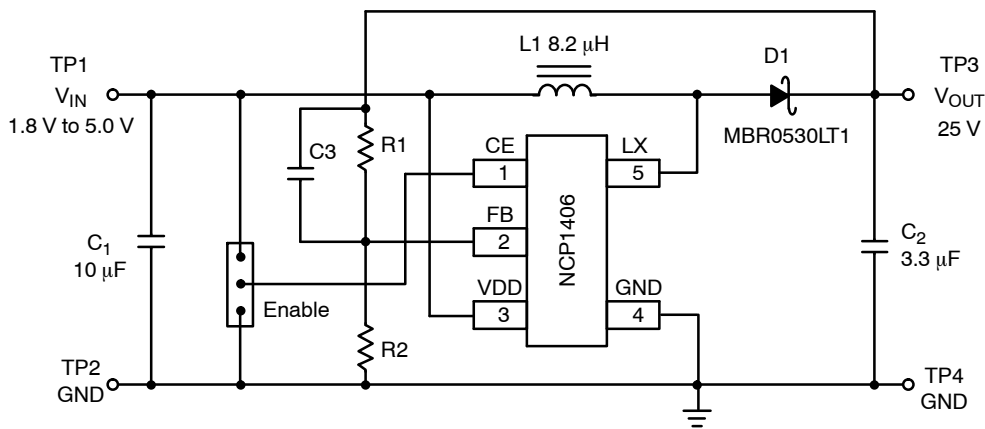 L1 8.2 μH
D1
TP1
V_IN
1.8 V to 5.0 V
TP3
V_OUT
25 V
MBR0530LT1
C3
R1
CE
1
LX
5
FB
2
NCP1406
VDD
3
GND
4
C_1
10 μF
Enable
R2
C_2
3.3 μF
TP2
GND
TP4
GND